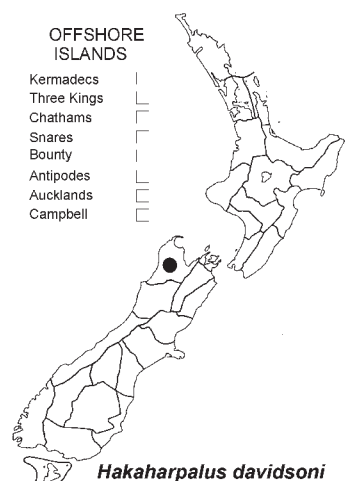 OFFSHORE
ISLANDS
Kermadecs
Three Kings
Chathams
Snares
Bounty
Antipodes
Aucklands
Campbell
Hakaharpalus davidsoni